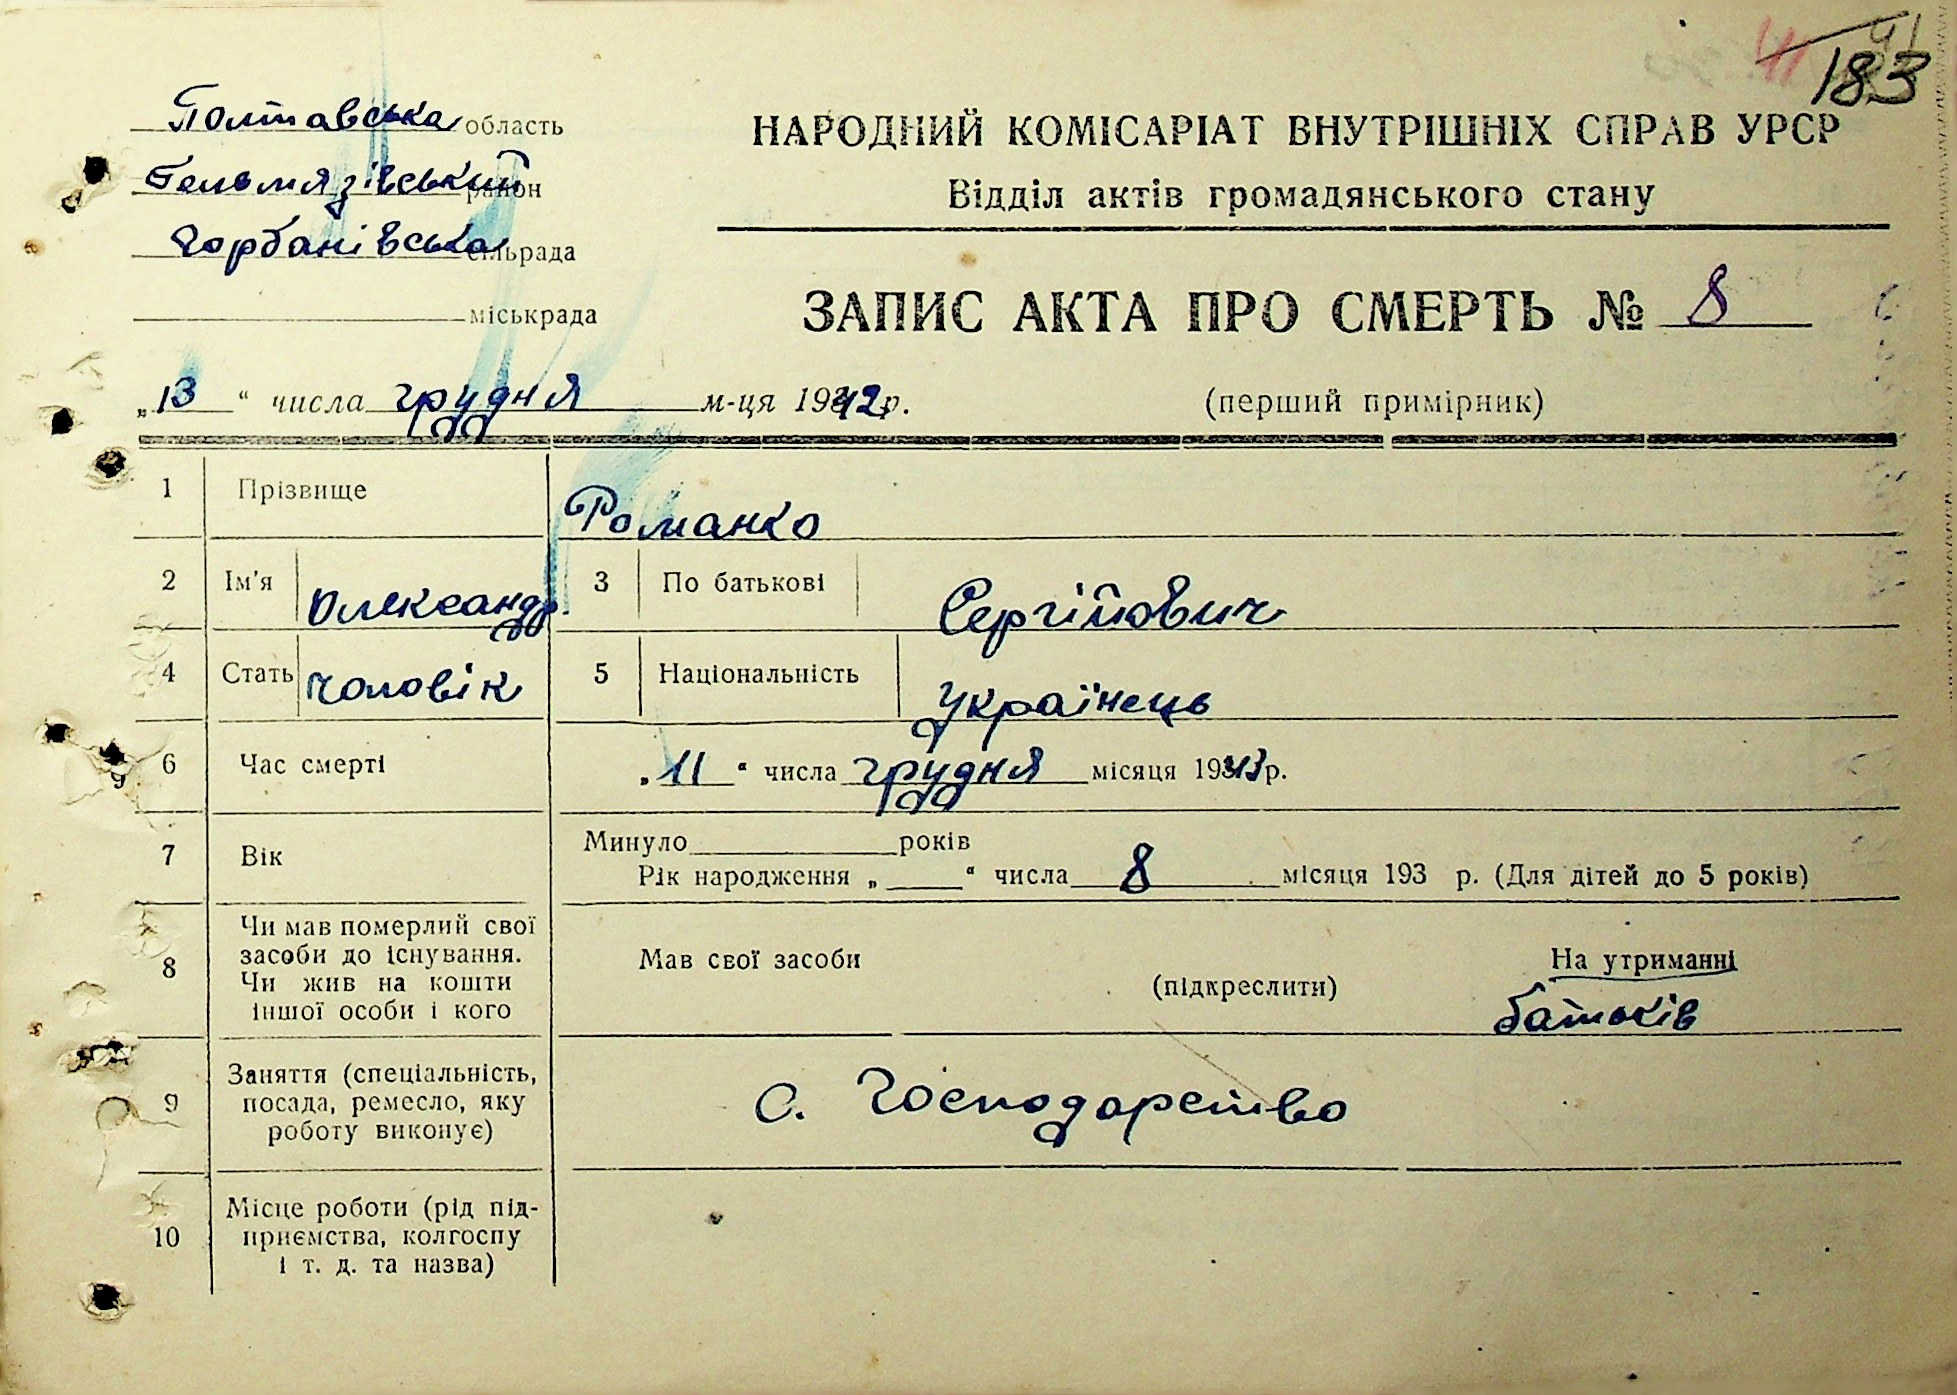 41
183
Полтавська область
Гельмязівський район
Горбанівська сільрада
міськрада
НАРОДНИЙ КОМІСАРІАТ ВНУТРІШНІХ СПРАВ УРСР
Відділ актів громадянського стану
ЗАПИС АКТА ПРО СМЕРТЬ № 8
„13“ числа грудня м-ця 1942р.
(перший примірник)
1 Прізвище Романко
2 Ім'я Олександр 3 По батькові Сергійович
4 Стать чоловік 5 Національність українець
6 Час смерті „11“ числа грудня місяця 1943р.
7 Вік Минуло років
Рік народження „ “ числа 8 місяця 193 р. (Для дітей до 5 років)
8 Чи мав померлий свої
засоби до існування.
Чи жив на кошти
іншої особи і кого
Мав свої засоби
(підкреслити)
На утриманні
батьків
9 Заняття (спеціальність,
посада, ремесло, яку
роботу виконує)
С. Господарство
10 Місце роботи (рід під-
приємства, колгоспу
і т. д. та назва)